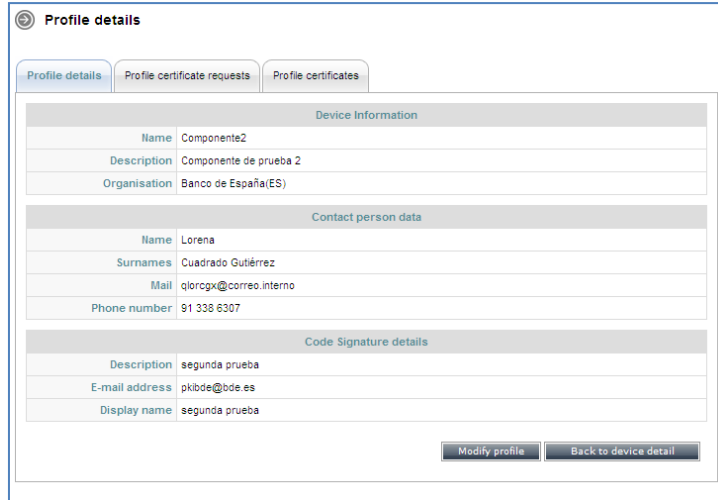 Profile details
Profile details Profile certificate requests Profile certificates
Device Information
Name Componente2
Description Componente de prueba 2
Organisation Banco de España(ES)
Contact person data
Name Lorena
Surnames Cuadrado Gutiérrez
Mail qlorcgx@correo.interno
Phone number 91 338 6307
Code Signature details
Description segunda prueba
E-mail address pkibde@bde.es
Display name segunda prueba
Modify profile Back to device detail